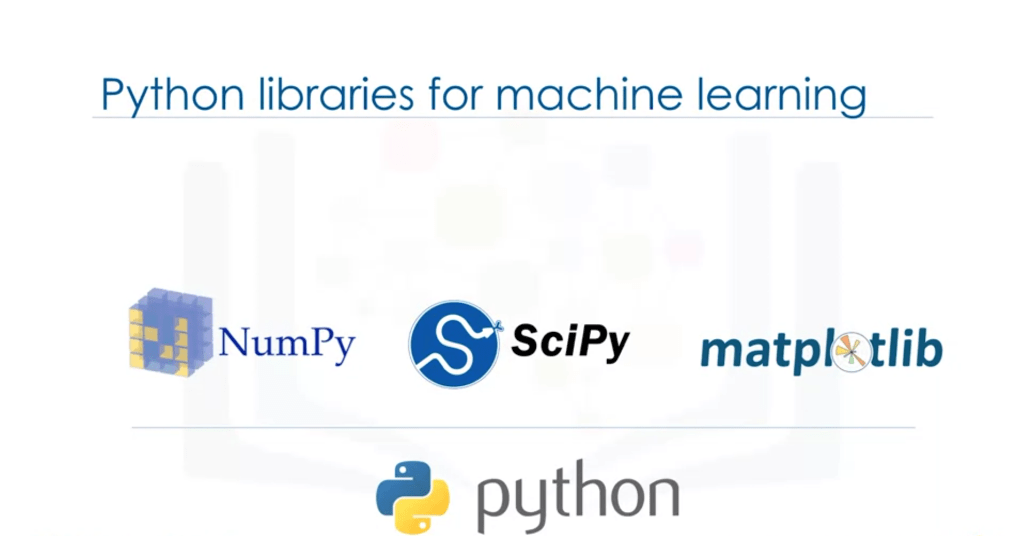 Python libraries for machine learning
NumPy
SciPy
matplotlib
python